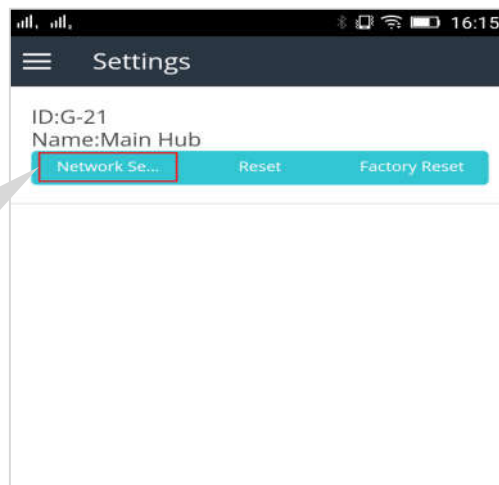 16:15
Settings
ID:G-21
Name:Main Hub
Network Se... Reset Factory Reset